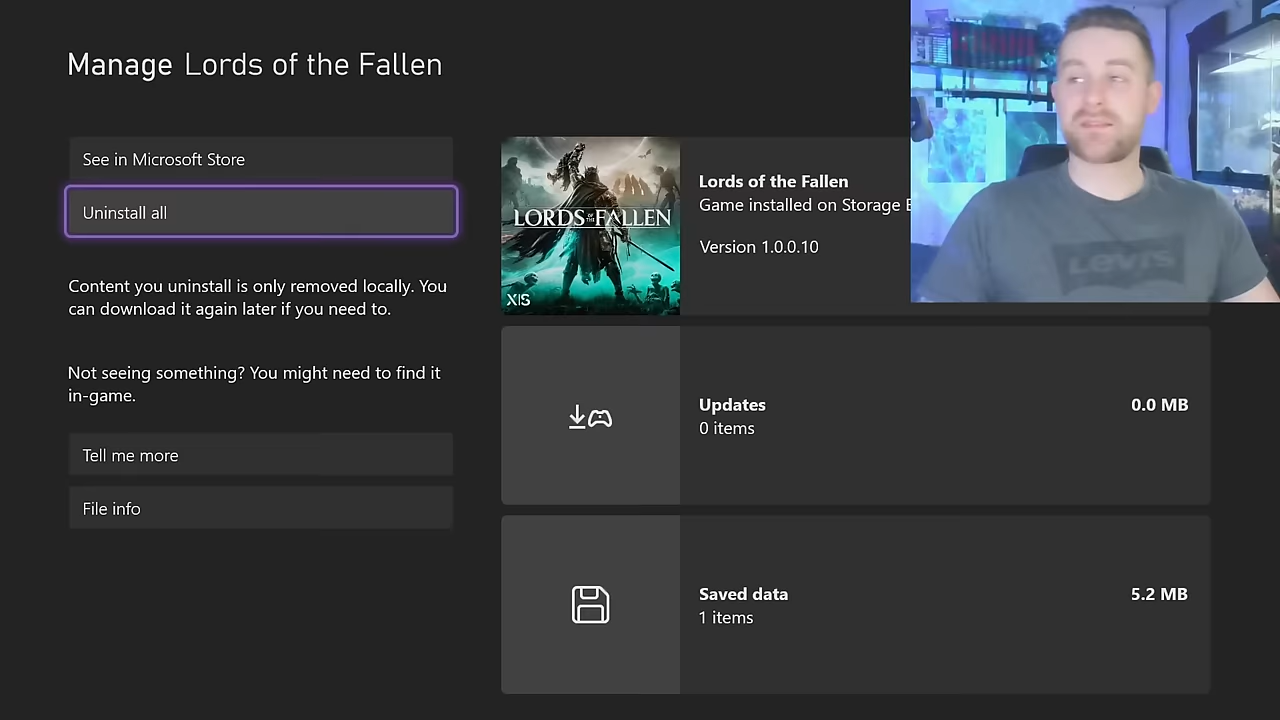 Manage Lords of the Fallen
See in Microsoft Store
Uninstall all
Content you uninstall is only removed locally. You
can download it again later if you need to.
Not seeing something? You might need to find it
in-game.
Tell me more
File info
LORDS OF THE FALLEN
X|S
Lords of the Fallen
Game installed on Storage
Version 1.0.0.10
Updates
0.0 MB
0 items
Saved data
5.2 MB
1 items
Levi's